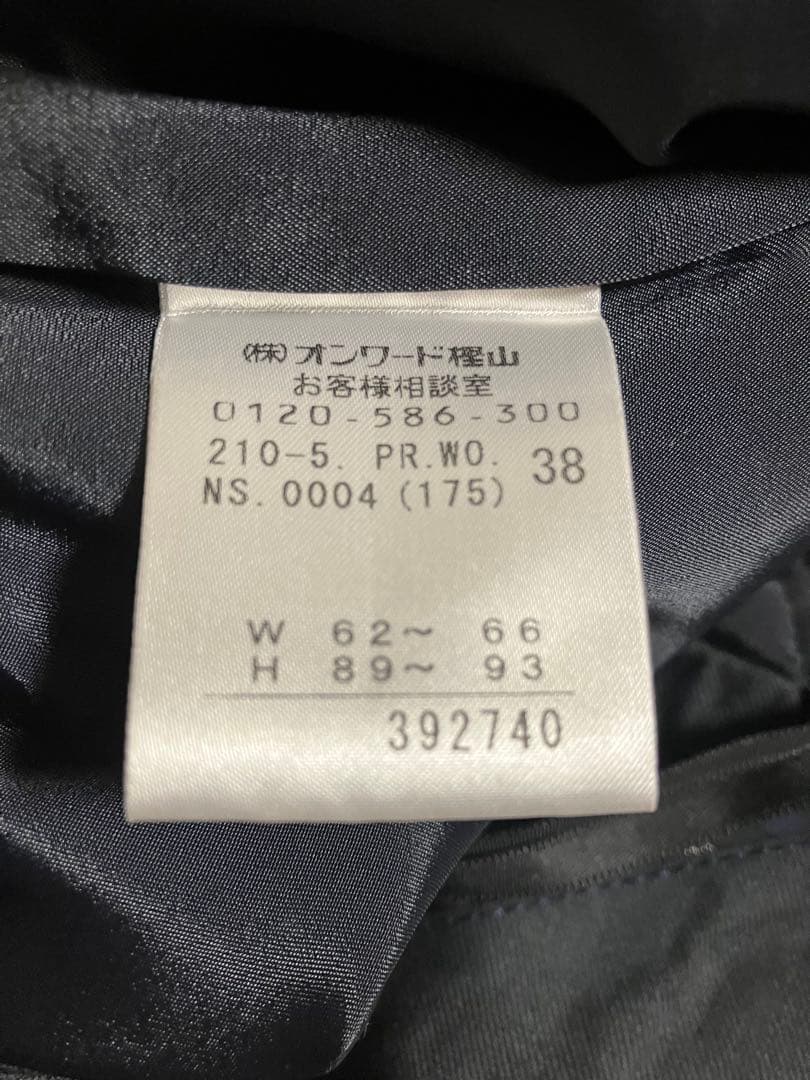 (株)オンワード樫山
お客様相談室
0120-586-300
210-5. PR.WO. 38
NS.0004(175)
W 62〜 66
H 89〜 93
392740